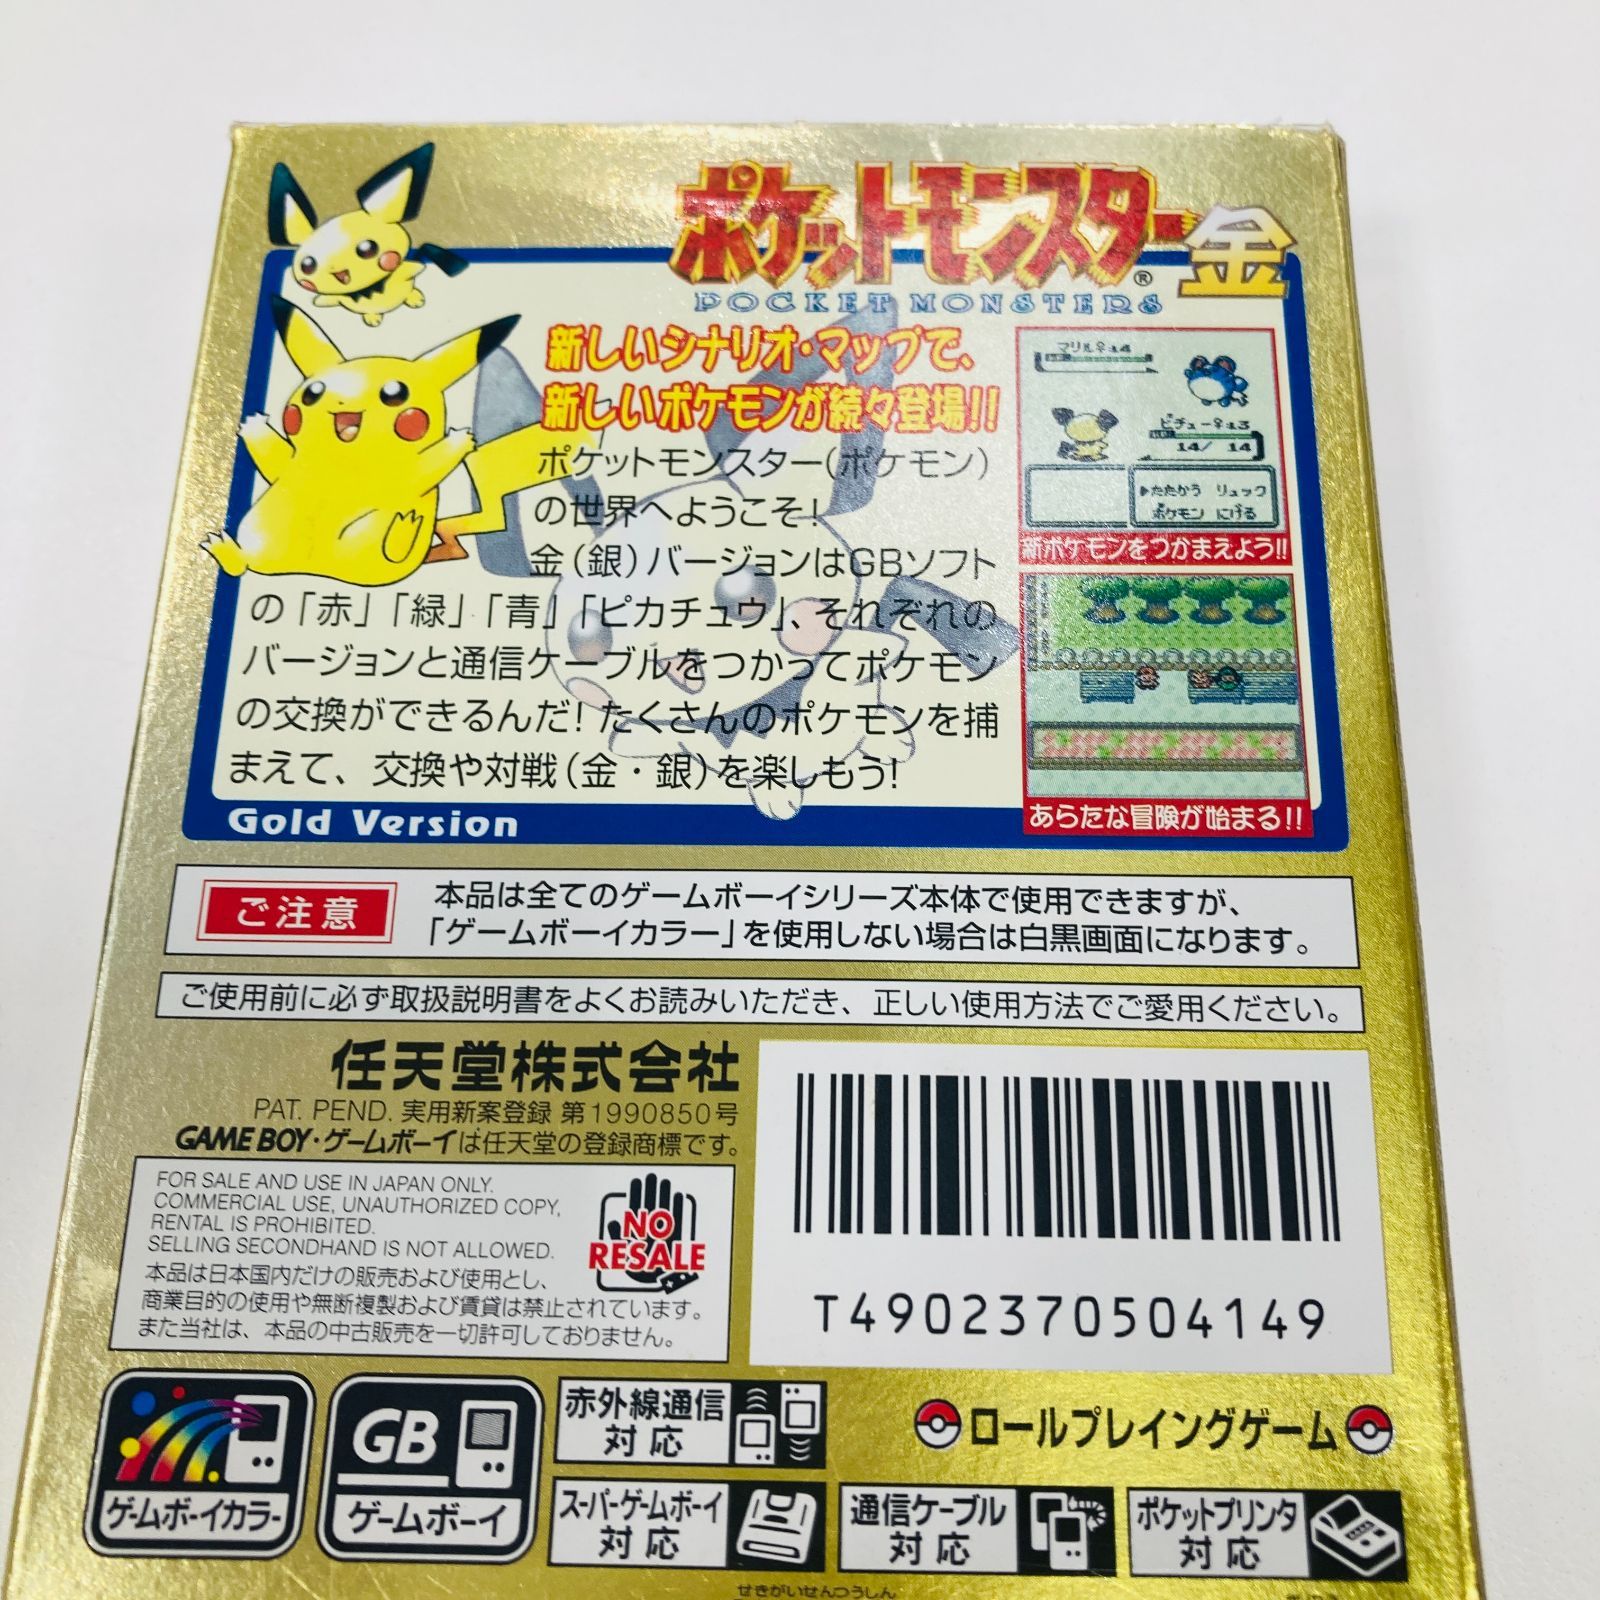 ポケットモンスター金
POCKET MONSTERS®
新しいシナリオ・マップで、
新しいポケモンが続々登場!!
ポケットモンスター(ポケモン)
の世界へようこそ!
金(銀)バージョンはGBソフト
の「赤」「緑」「青」「ピカチュウ」、それぞれの
バージョンと通信ケーブルをつかってポケモン
の交換ができるんだ!たくさんのポケモンを捕
まえて、交換や対戦(金・銀)を楽しもう!
Gold Version
マリル♀:L4
ピチュー♀:L3
14/ 14
▶たたかう リュック
ポケモン にげる
新ポケモンをつかまえよう!!
あらたな冒険が始まる!!
ご注意
本品は全てのゲームボーイシリーズ本体で使用できますが、
「ゲームボーイカラー」を使用しない場合は白黒画面になります。
ご使用前に必ず取扱説明書をよくお読みいただき、正しい使用方法でご愛用ください。
任天堂株式会社
PAT. PEND. 実用新案登録 第1990850号
GAME BOY・ゲームボーイは任天堂の登録商標です。
FOR SALE AND USE IN JAPAN ONLY.
COMMERCIAL USE, UNAUTHORIZED COPY,
RENTAL IS PROHIBITED.
SELLING SECONDHAND IS NOT ALLOWED.
本品は日本国内だけの販売および使用とし、
商業目的の使用や無断複製および賃貸は禁止されています。
また当社は、本品の中古販売を一切許可しておりません。
NO
RESALE
T4902370504149
ゲームボーイカラー
GB
ゲームボーイ
赤外線通信
対応
ロールプレイングゲーム
スーパーゲームボーイ
対応
通信ケーブル
対応
ポケットプリンタ
対応
せきがいせんつうしん